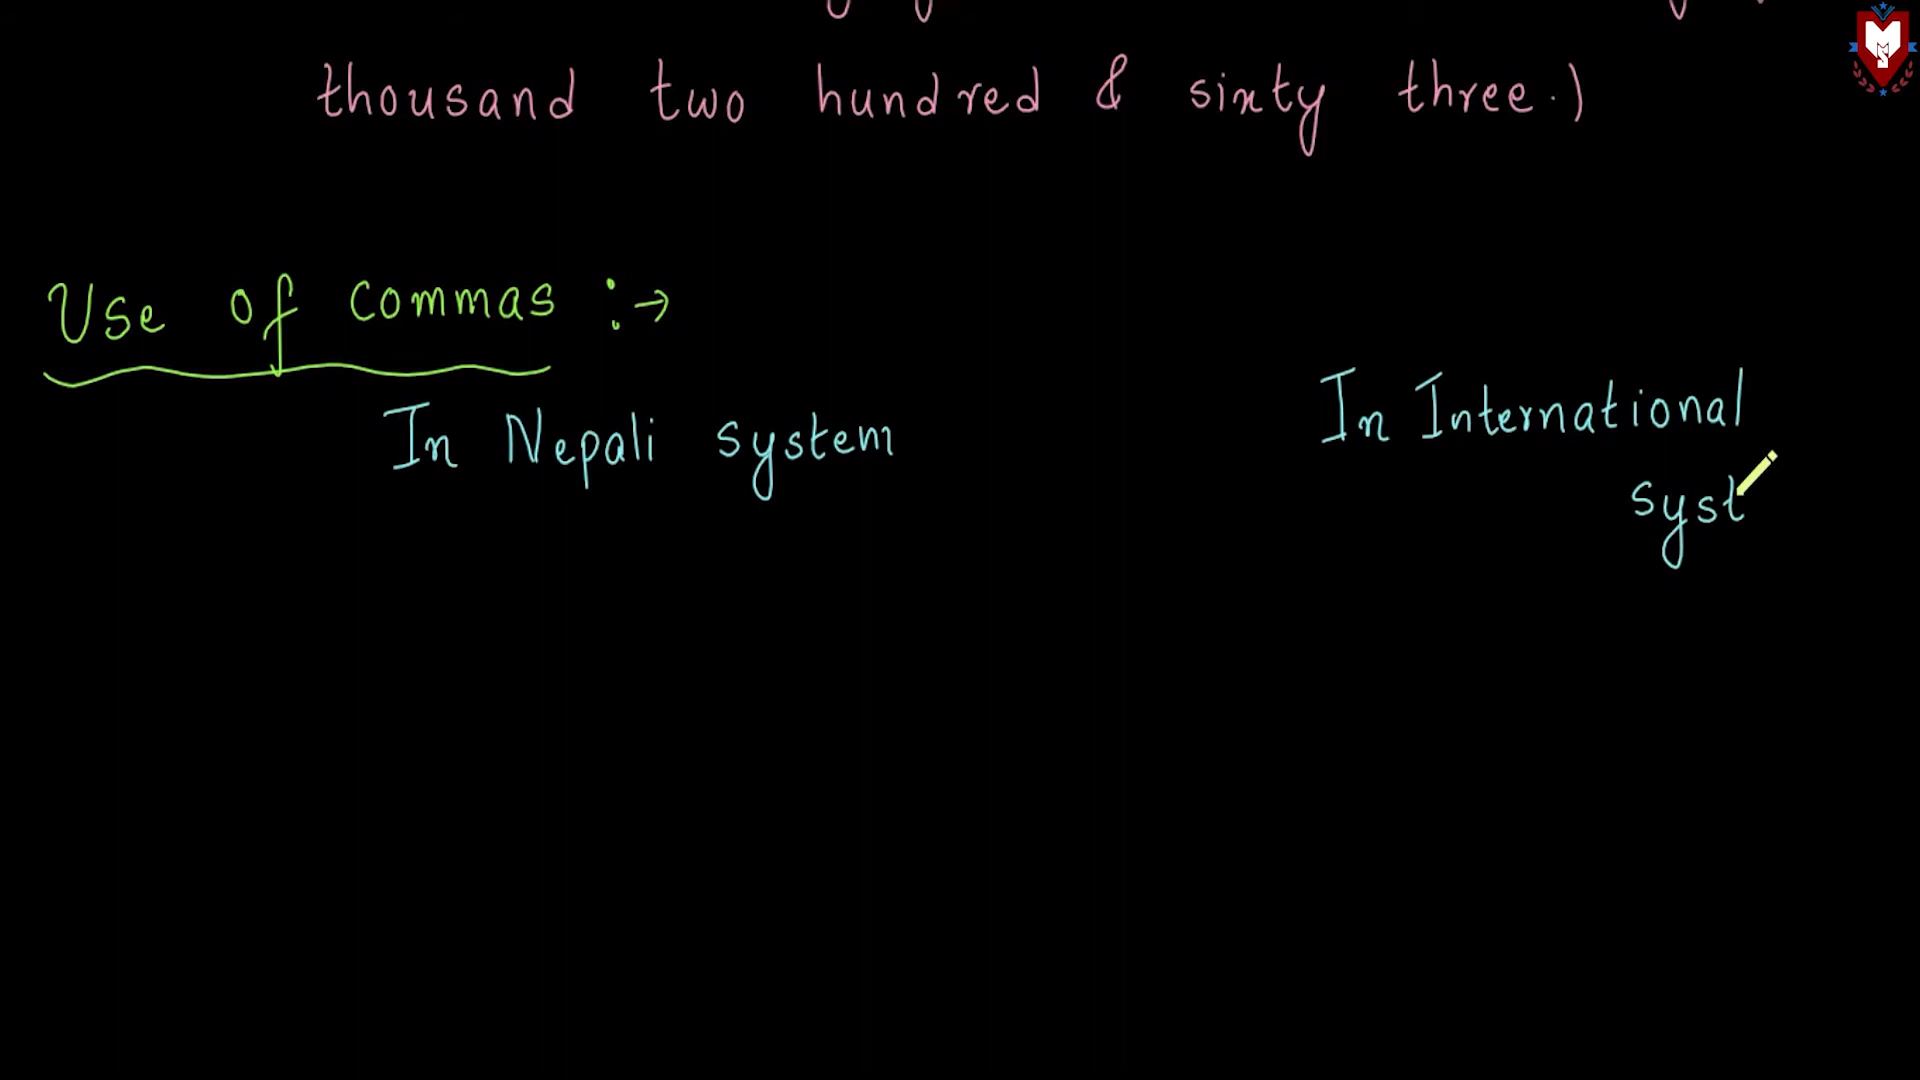 thousand two hundred & sixty three.)
Use of commas :→
In Nepali system
In International
syst